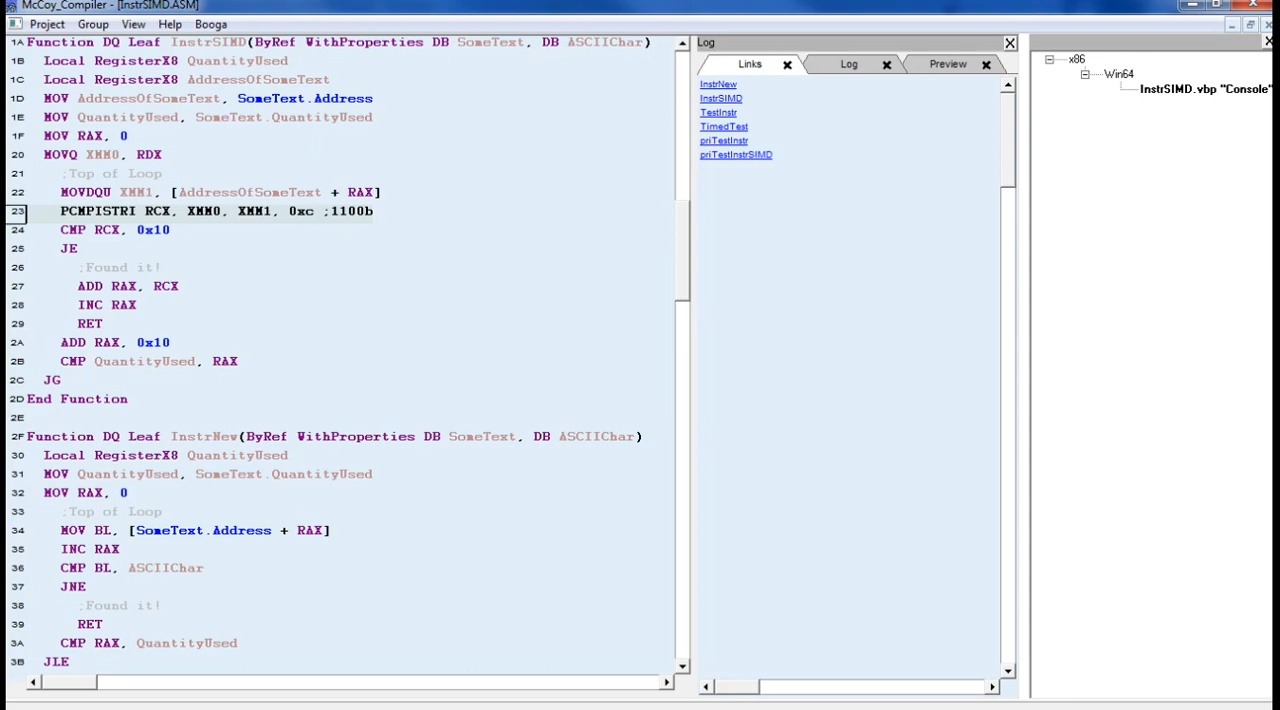 McCoy_Compiler - [InstrSIMD.ASM]
Project Group View Help Booga
1A Function DQ Leaf InstrSIMD(ByRef WithProperties DB SomeText, DB ASCIIChar)
1B Local RegisterX8 QuantityUsed
1C Local RegisterX8 AddressOfSomeText
1D MOV AddressOfSomeText, SomeText.Address
1E MOV QuantityUsed, SomeText.QuantityUsed
1F MOV RAX, 0
20 MOVQ XMM0, RDX
21 ;Top of Loop
22 MOVDQU XMM1, [AddressOfSomeText + RAX]
23 PCMPISTRI RCX, XMM0, XMM1, 0xc ;1100b
24 CMP RCX, 0x10
25 JE
26 ;Found it!
27 ADD RAX, RCX
28 INC RAX
29 RET
2A ADD RAX, 0x10
2B CMP QuantityUsed, RAX
2C JG
2D End Function
2E
2F Function DQ Leaf InstrNew(ByRef WithProperties DB SomeText, DB ASCIIChar)
30 Local RegisterX8 QuantityUsed
31 MOV QuantityUsed, SomeText.QuantityUsed
32 MOV RAX, 0
33 ;Top of Loop
34 MOV BL, [SomeText.Address + RAX]
35 INC RAX
36 CMP BL, ASCIIChar
37 JNE
38 ;Found it!
39 RET
3A CMP RAX, QuantityUsed
3B JLE
Log
Links Log Preview
InstrNew
InstrSIMD
TestInstr
TimedTest
priTestInstr
priTestInstrSIMD
x86
Win64
InstrSIMD.vbp "Console"